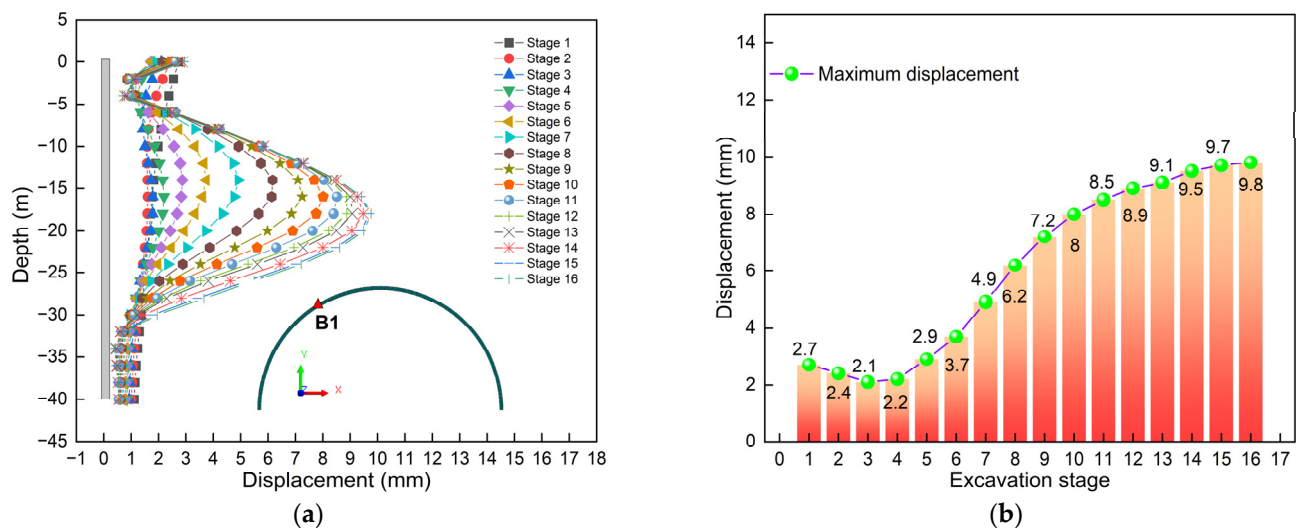 5
0
−5
−10
−15
−20
−25
−30
−35
−40
−45
Depth (m)
−1 0 1 2 3 4 5 6 7 8 9 10 11 12 13 14 15 16 17 18
Displacement (mm)
Stage 1
Stage 2
Stage 3
Stage 4
Stage 5
Stage 6
Stage 7
Stage 8
Stage 9
Stage 10
Stage 11
Stage 12
Stage 13
Stage 14
Stage 15
Stage 16
B1
Y
Z
X
(a)
14
12
10
8
6
4
2
0
Displacement (mm)
Maximum displacement
2.7
2.4
2.1
2.2
2.9
3.7
4.9
6.2
7.2
8
8.5
8.9
9.1
9.5
9.7
9.8
0 1 2 3 4 5 6 7 8 9 10 11 12 13 14 15 16 17
Excavation stage
(b)